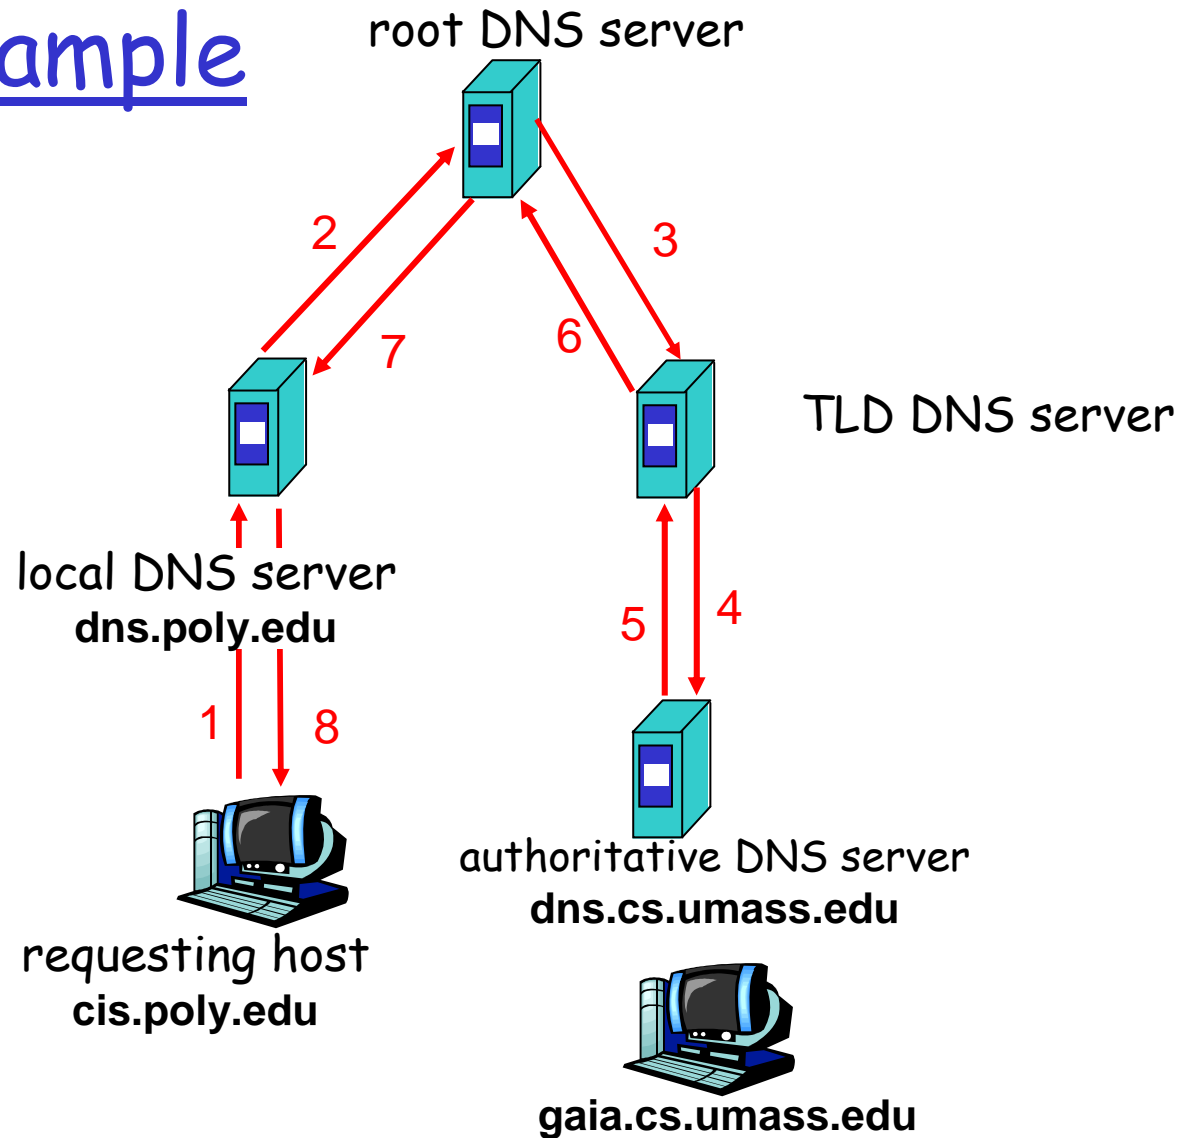 ample
root DNS server
2
3
7
6
TLD DNS server
local DNS server
dns.poly.edu
5
4
1
8
authoritative DNS server
dns.cs.umass.edu
requesting host
cis.poly.edu
gaia.cs.umass.edu